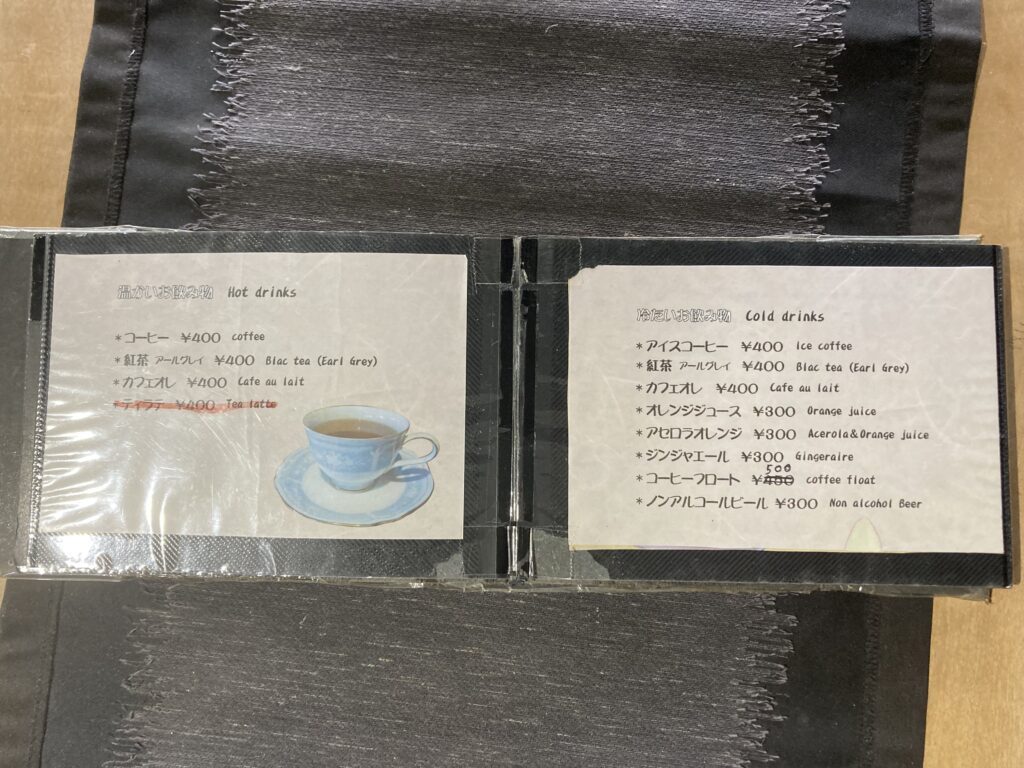 温かいお飲み物 Hot drinks
*コーヒー ¥400 coffee
*紅茶 アールグレイ ¥400 Blac tea (Earl Grey)
*カフェオレ ¥400 Cafe au lait
*ティラテ ¥400 Tea latte
冷たいお飲み物 Cold drinks
*アイスコーヒー ¥400 Ice coffee
*紅茶 アールグレイ ¥400 Blac tea (Earl Grey)
*カフェオレ ¥400 Cafe au lait
*オレンジジュース ¥300 Orange juice
*アセロラオレンジ ¥300 Acerola&Orange juice
*ジンジャエール ¥300 Gingeraire
500
*コーヒーフロート ¥400 coffee float
*ノンアルコールビール ¥300 Non alcohol Beer